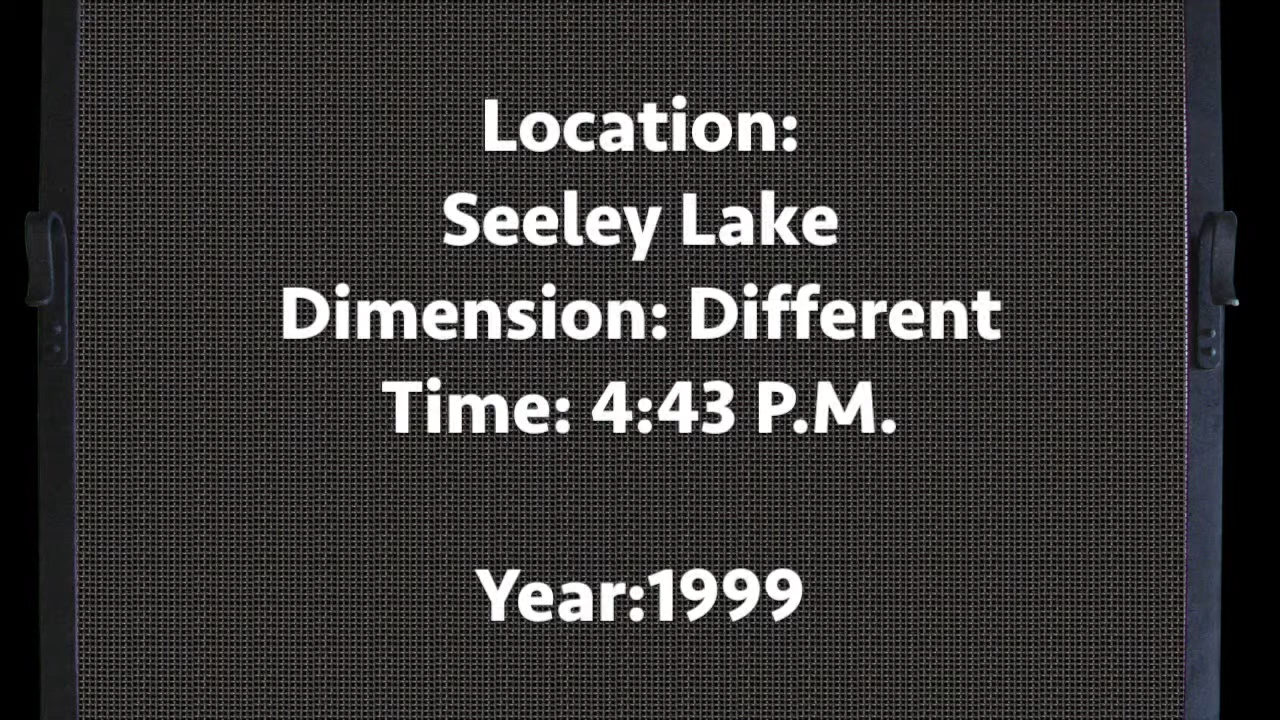 Location:
Seeley Lake
Dimension: Different
Time: 4:43 P.M.
Year:1999